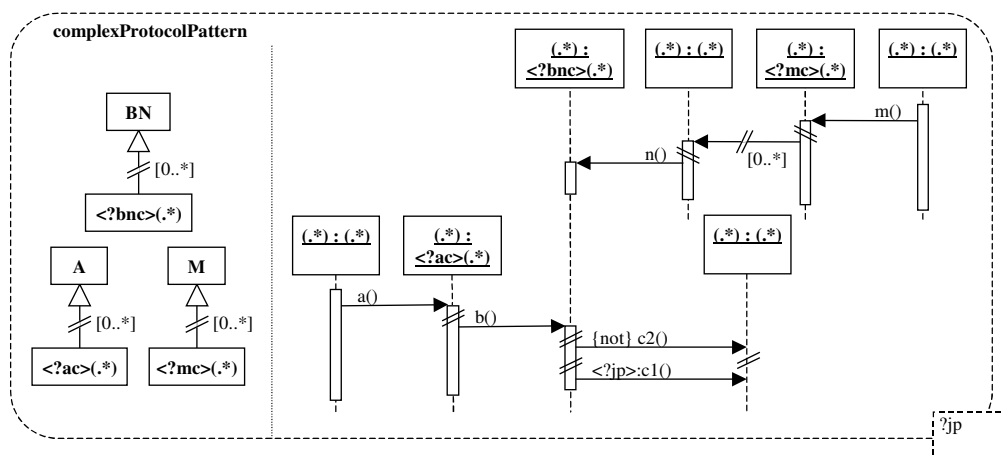 complexProtocolPattern
BN
[0..*]
<?bnc>(.*)
A
M
[0..*]
[0..*]
<?ac>(.*)
<?mc>(.*)
(.*) :
<?bnc>(.*)
(.*) : (.*)
(.*) :
<?mc>(.*)
(.*) : (.*)
m()
[0..*]
n()
(.*) : (.*)
(.*) :
<?ac>(.*)
(.*) : (.*)
a()
b()
{not} c2()
<?jp>:c1()
?jp